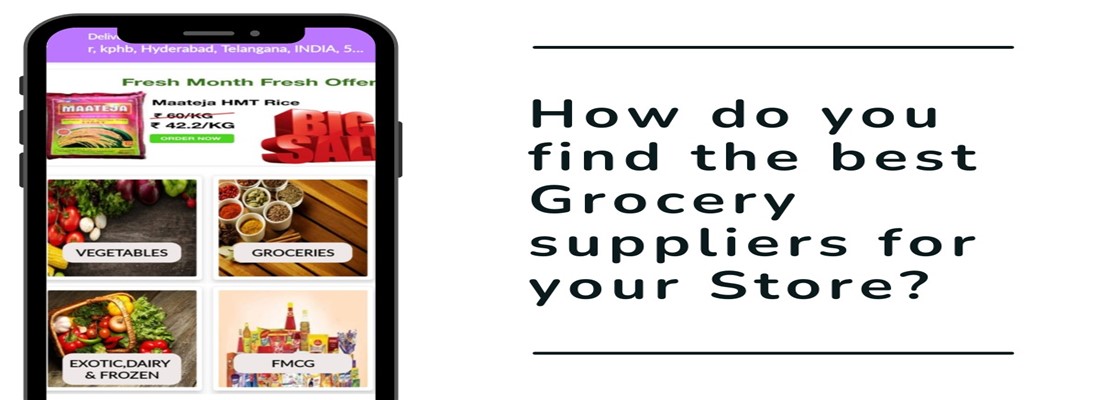 Deliv
r, kphb, Hyderabad, Telangana, INDIA, 5...
Fresh Month Fresh Offer
MAATEJA
Maateja HMT Rice
₹ 60/KG
₹ 42.2/KG
ORDER NOW
BIG
SAL
VEGETABLES
GROCERIES
EXOTIC,DAIRY
& FROZEN
FMCG
How do you
find the best
Grocery
suppliers for
your Store?